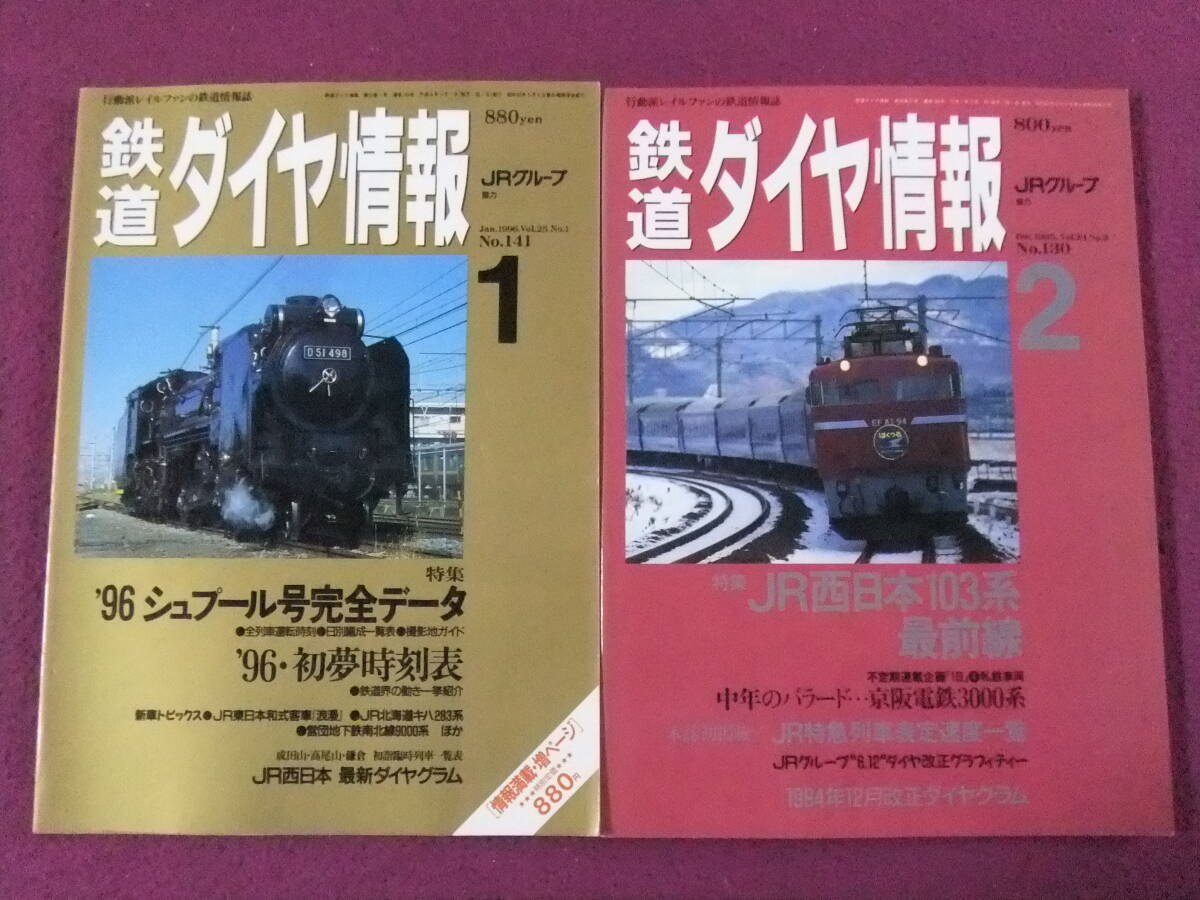 行動派レイルファンの鉄道情報誌
880yen
鉄道ダイヤ情報
JRグループ
協力
Jan.1996.Vol.25.No.1
No.141
1
D51 498
特集
'96 シュプール号完全データ
●全列車運転時刻●日別編成一覧表●撮影地ガイド
'96・初夢時刻表
●鉄道界の動き一挙紹介
新車トピックス●JR東日本和式客車「浪漫」●JR北海道キハ283系
●営団地下鉄南北線9000系 ほか
成田山・高尾山・鎌倉 初詣臨時列車一覧表
JR西日本 最新ダイヤグラム
[情報満載・増ページ]
★★★特別定価★★★
880円
行動派レイルファンの鉄道情報誌
800yen
鉄道ダイヤ情報
JRグループ
協力
No.130
2
EF 81 94
はくつる
特集 JR西日本103系
最前線
中年のバラード…京阪電鉄3000系
JR特急列車表定速度一覧
JRグループ"6.12"ダイヤ改正グラフィティー
1994年12月改正ダイヤグラム